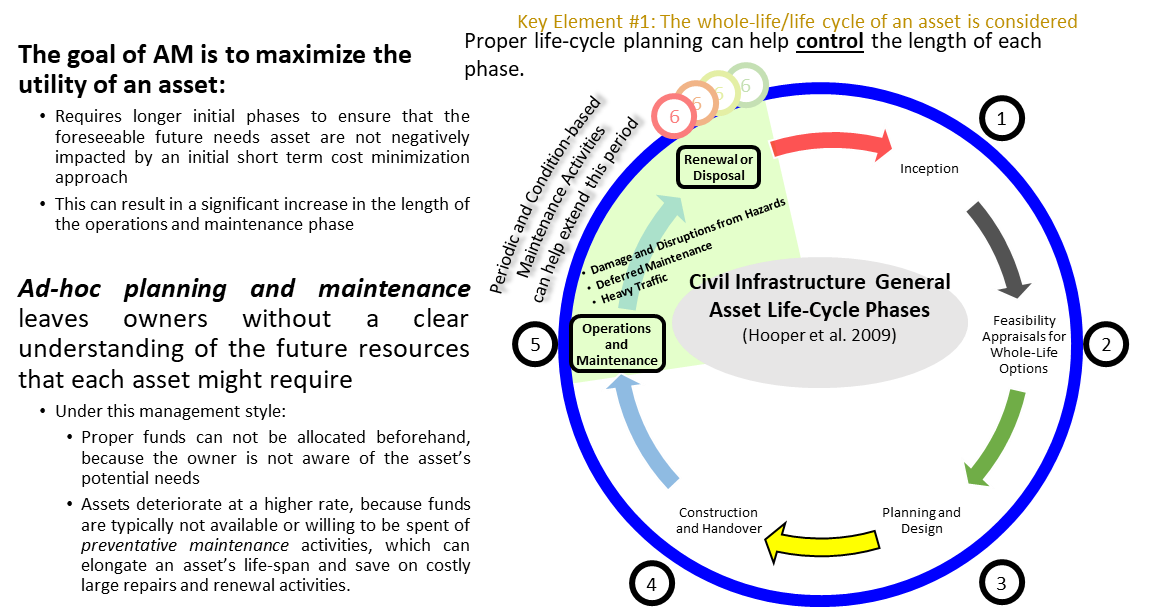 Key Element #1: The whole-life/life cycle of an asset is considered
Proper life-cycle planning can help control the length of each
phase.
The goal of AM is to maximize the
utility of an asset:
• Requires longer initial phases to ensure that the
foreseeable future needs asset are not negatively
impacted by an initial short term cost minimization
approach
• This can result in a significant increase in the length of
the operations and maintenance phase
Ad-hoc planning and maintenance
leaves owners without a clear
understanding of the future resources
that each asset might require
• Under this management style:
• Proper funds can not be allocated beforehand,
because the owner is not aware of the asset's
potential needs
• Assets deteriorate at a higher rate, because funds
are typically not available or willing to be spent of
preventative maintenance activities, which can
elongate an asset's life-span and save on costly
large repairs and renewal activities.
Periodic and Condition-based
Maintenance Activities
can help extend this period
6
6
6
6
Renewal or
Disposal
1
Inception
• Damage and Disruptions from Hazards
• Deferred Maintenance
• Heavy Traffic
Civil Infrastructure General
Asset Life-Cycle Phases
(Hooper et al. 2009)
5
Operations
and
Maintenance
Feasibility
Appraisals for
Whole-Life
Options
2
Construction
and Handover
Planning and
Design
4
3